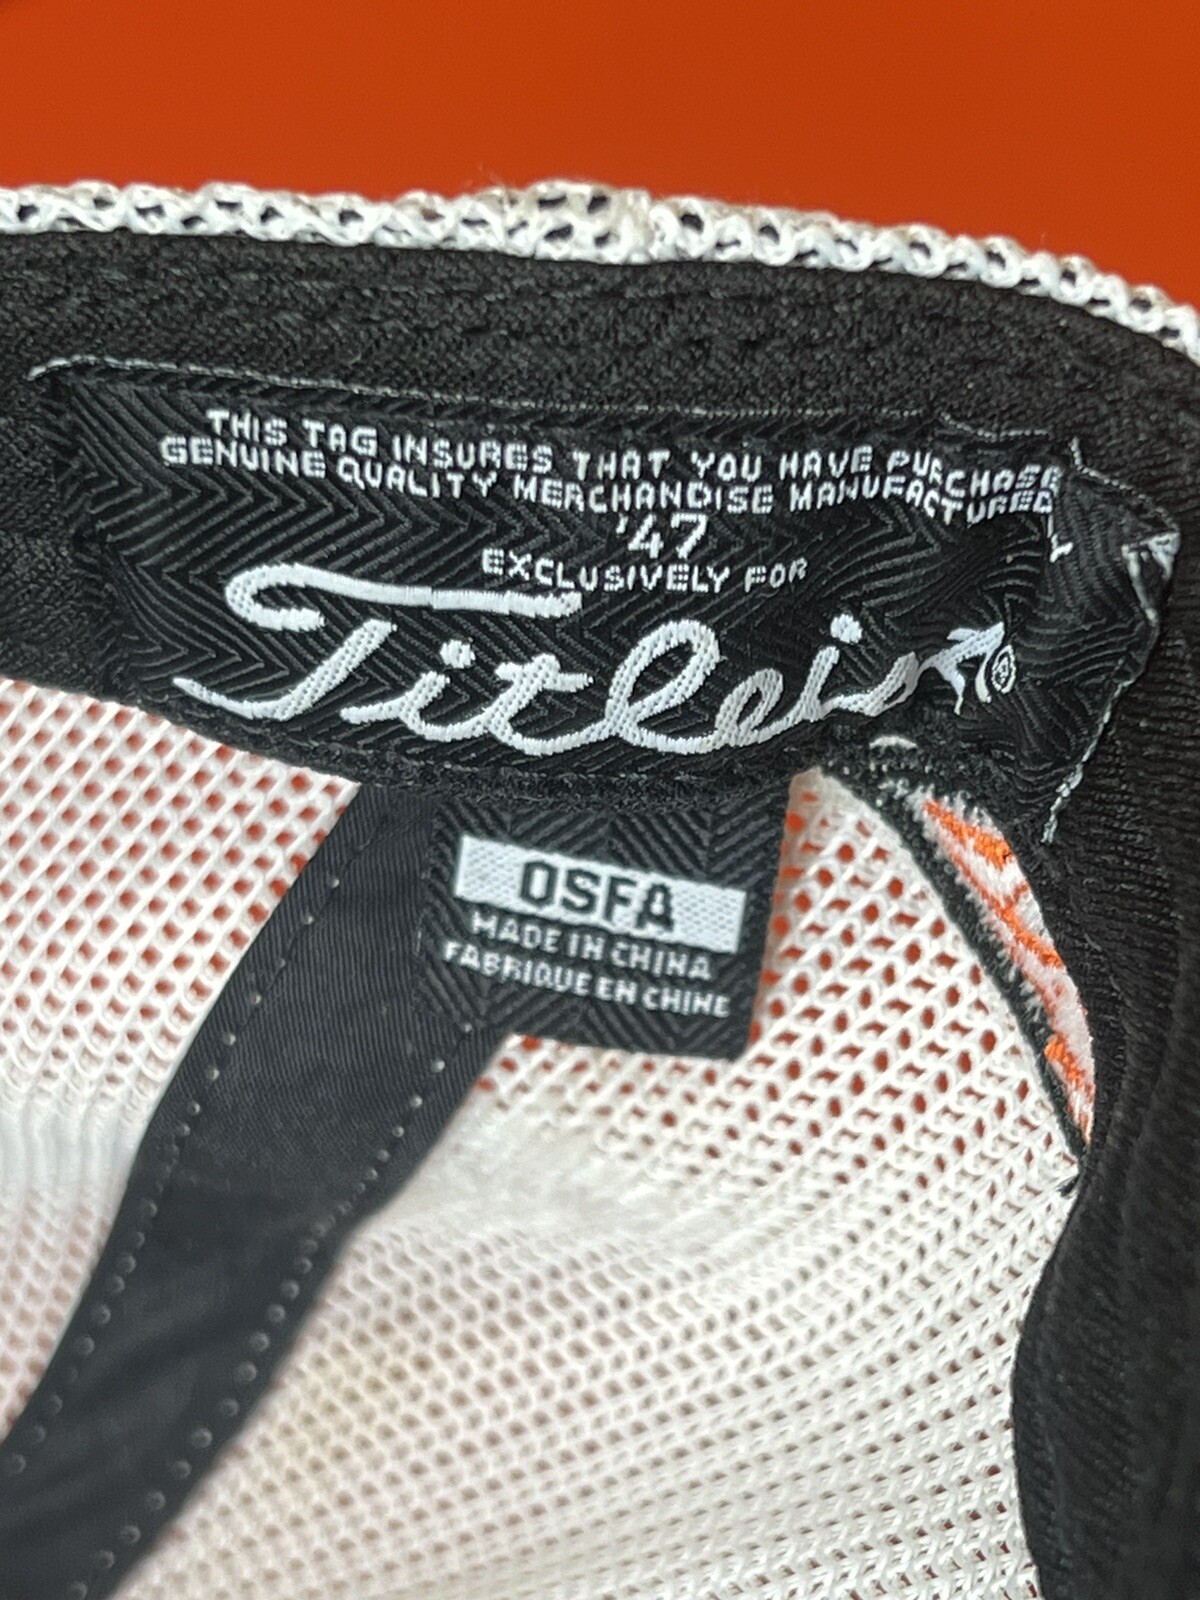 THIS TAG INSURES THAT YOU HAVE PURCHASE
GENUINE QUALITY MERCHANDISE MANUFACTURED
'47
EXCLUSIVELY FOR
Titleist®
OSFA
MADE IN CHINA
FABRIQUE EN CHINE